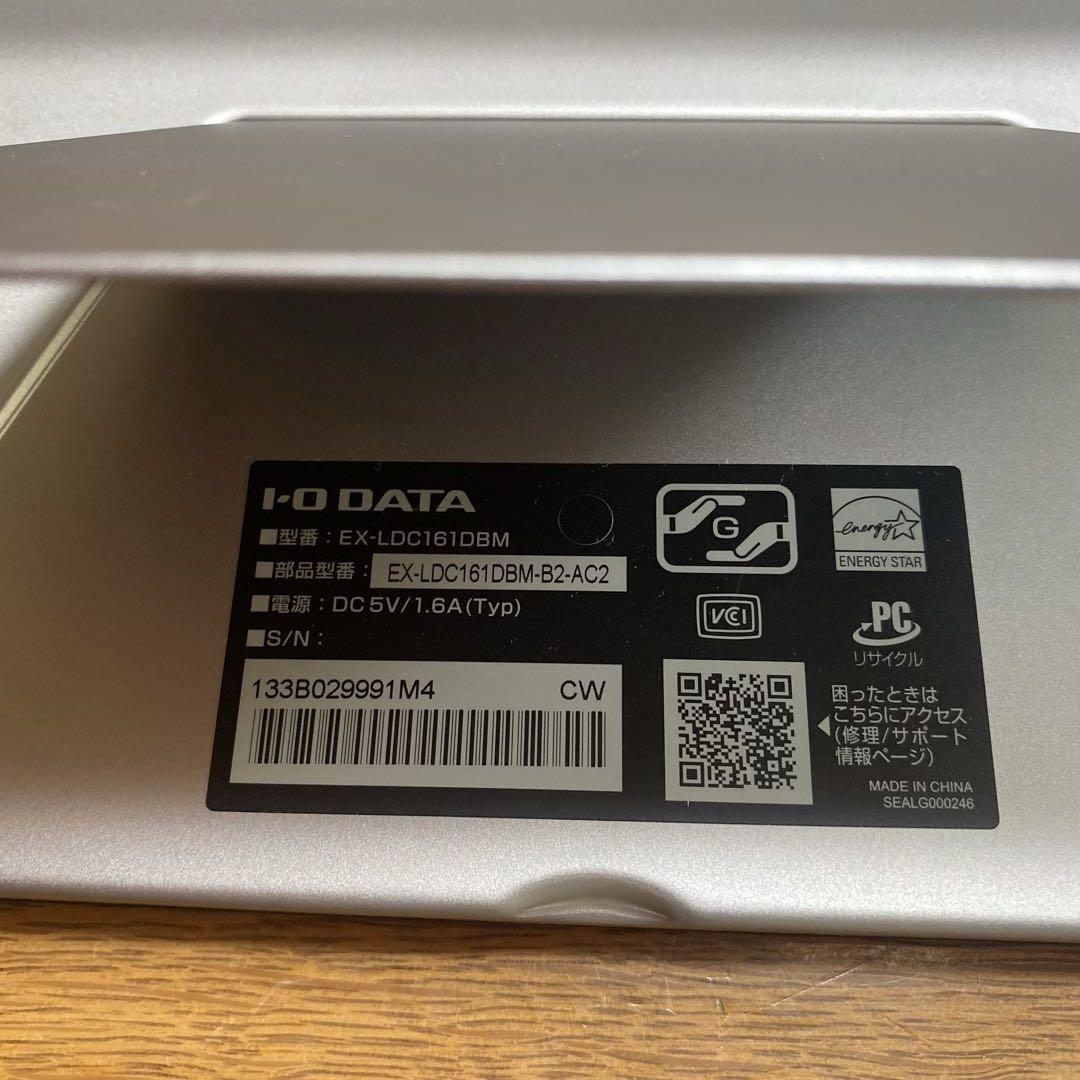 I-O DATA
■型番：EX-LDC161DBM
■部品型番：EX-LDC161DBM-B2-AC2
■電源：DC5V/1.6A(Typ)
■S/N：
133B029991M4 CW
G
energy
ENERGY STAR
VCCI
PC
リサイクル
困ったときは
こちらにアクセス
(修理/サポート
情報ページ)
MADE IN CHINA
SEALG000246